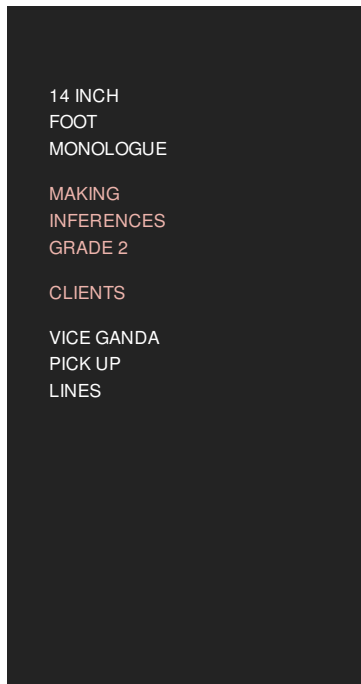 14 INCH
FOOT
MONOLOGUE
MAKING
INFERENCES
GRADE 2
CLIENTS
VICE GANDA
PICK UP
LINES